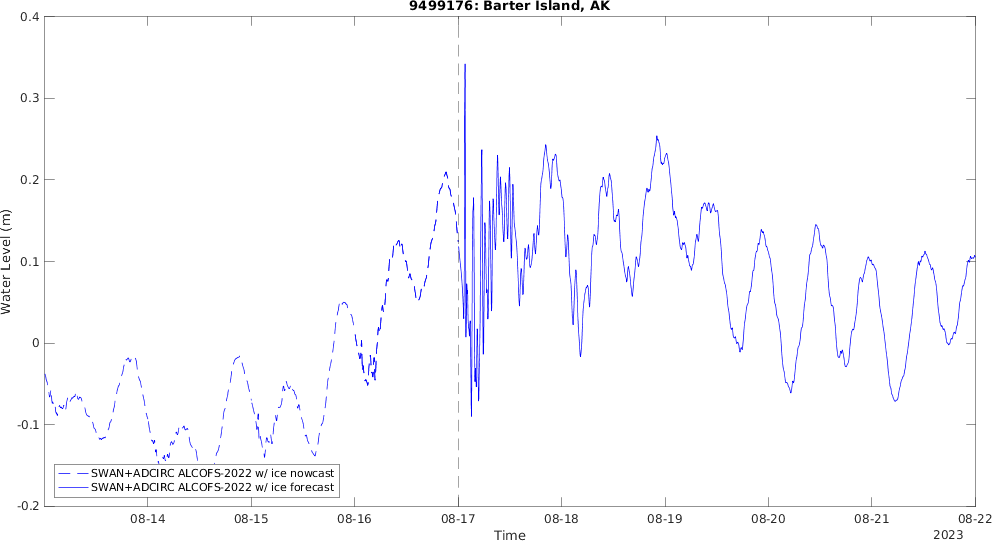 9499176: Barter Island, AK
0.4
0.3
0.2
0.1
0
-0.1
-0.2
Water Level (m)
SWAN+ADCIRC ALCOFS-2022 w/ ice nowcast
SWAN+ADCIRC ALCOFS-2022 w/ ice forecast
08-14 08-15 08-16 08-17 08-18 08-19 08-20 08-21 08-22
Time
2023